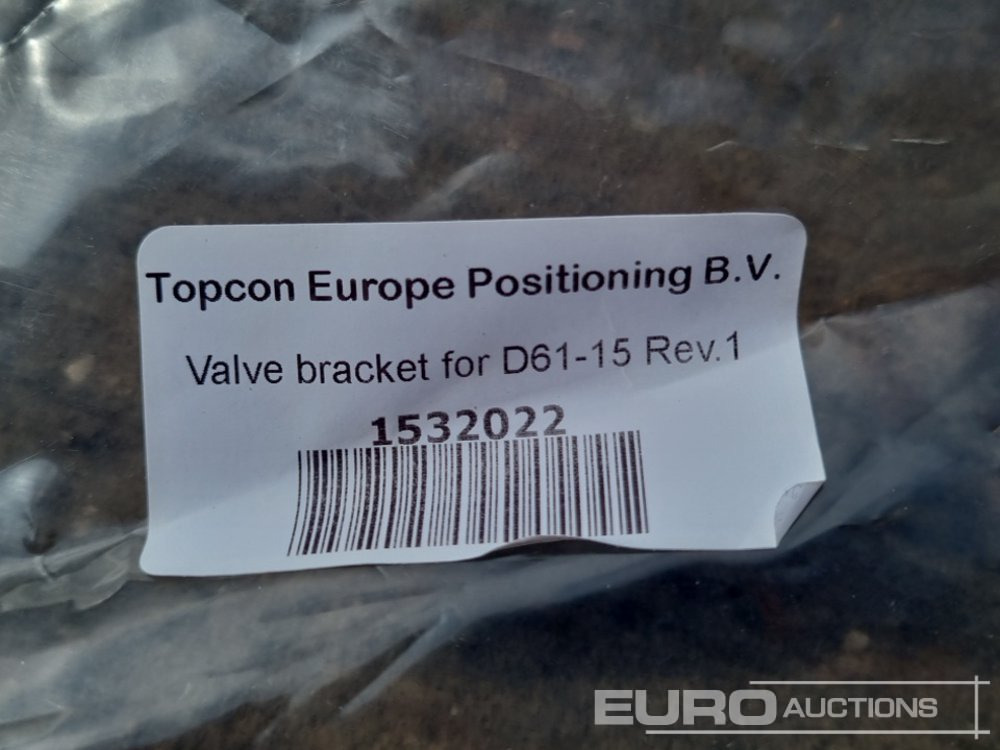 Topcon Europe Positioning B.V.
Valve bracket for D61-15 Rev.1
1532022
EURO AUCTIONS